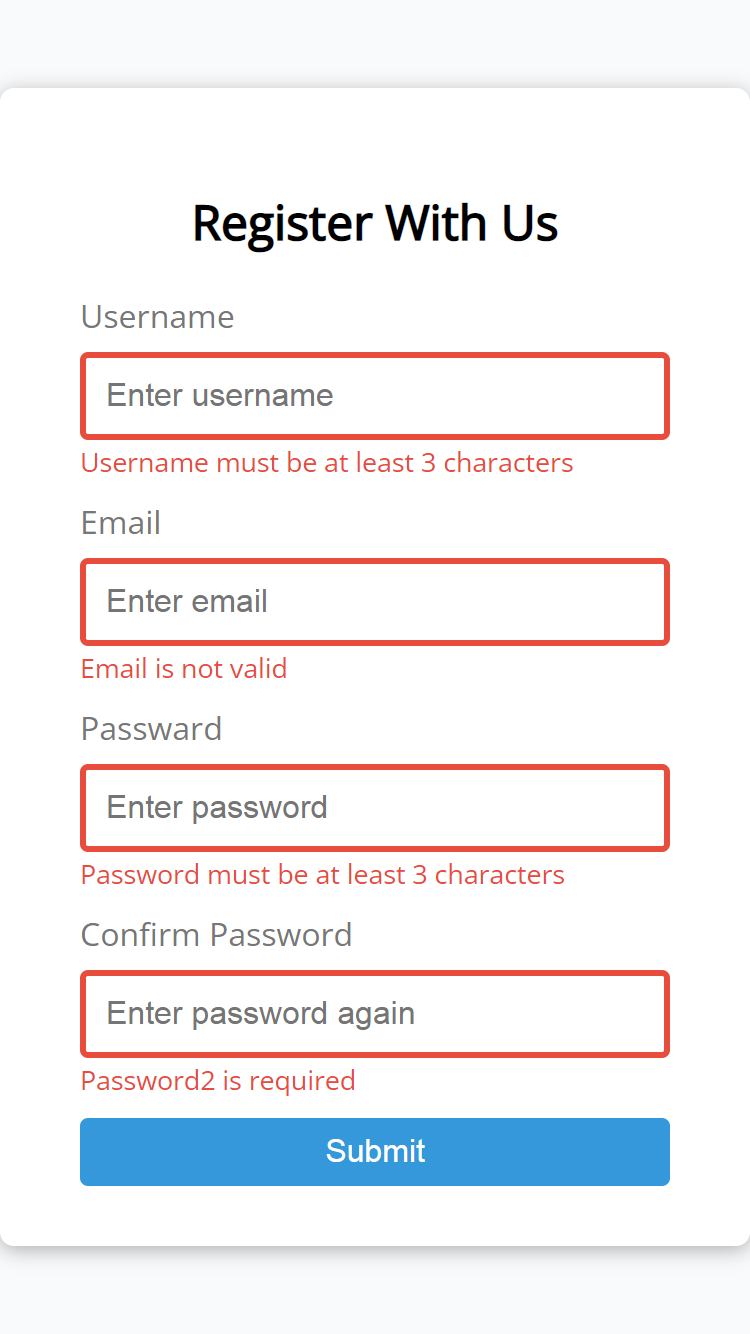 Register With Us
Username
Enter username
Username must be at least 3 characters
Email
Enter email
Email is not valid
Passward
Enter password
Password must be at least 3 characters
Confirm Password
Enter password again
Password2 is required
Submit